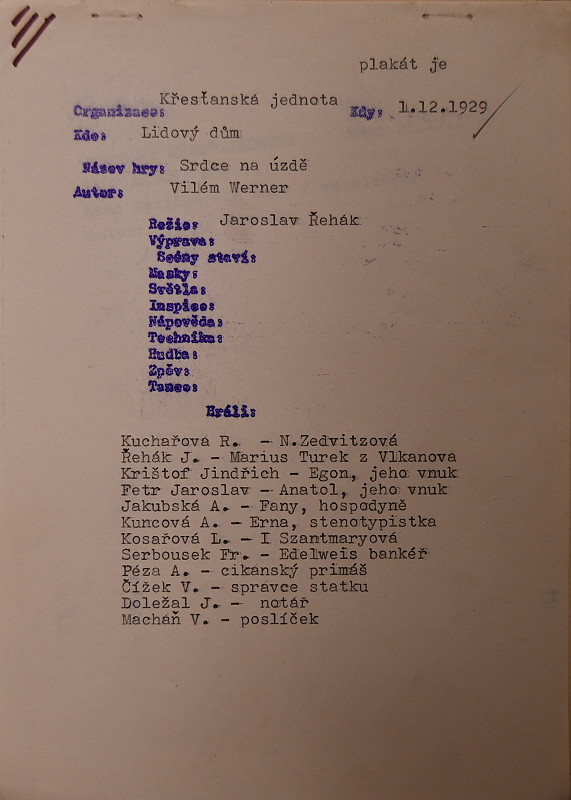 plakát je
Organizace: Křesťanská jednota Kdy: 1.12.1929
Kde: Lidový dům
Název hry: Srdce na úzdě
Autor: Vilém Werner
Režie: Jaroslav Řehák
Výprava:
Scény staví:
Masky:
Světla:
Inspice:
Nápověda:
Technika:
Hudba:
Zpěv:
Tanec:
Hráli:
Kuchařová R. - N.Zedvitzová
Řehák J. - Marius Turek z Vlkanova
Krištof Jindřich - Egon, jeho vnuk
Fetr Jaroslav - Anatol, jeho vnuk
Jakubská A. - Fany, hospodyně
Kuncová A. - Erna, stenotypistka
Kosařová L. - I Szantmaryová
Serbousek Fr. - Edelweis bankéř
Péza A. - cikánský primáš
Čížek V. - správce statku
Doležal J. - notář
Machaň V. - poslíček